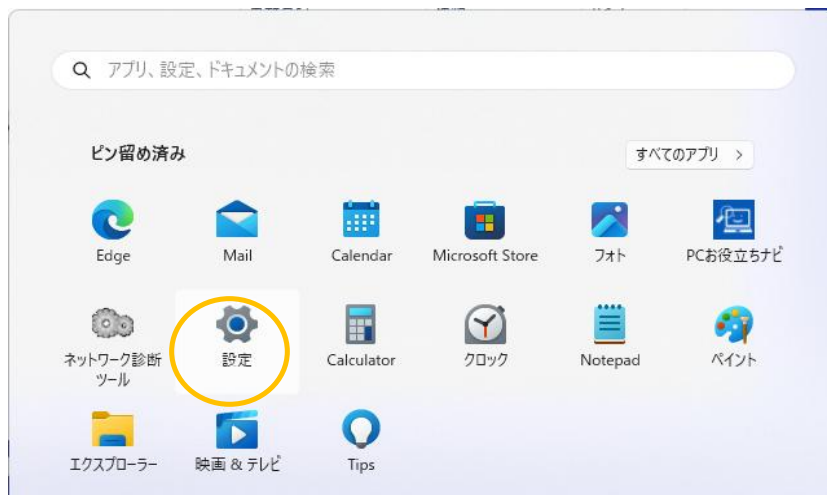 アプリ、設定、ドキュメントの検索
ピン留め済み
すべてのアプリ >
Edge
Mail
Calendar
Microsoft Store
フォト
PCお役立ちナビ
ネットワーク診断
ツール
設定
Calculator
クロック
Notepad
ペイント
エクスプローラー
映画 & テレビ
Tips